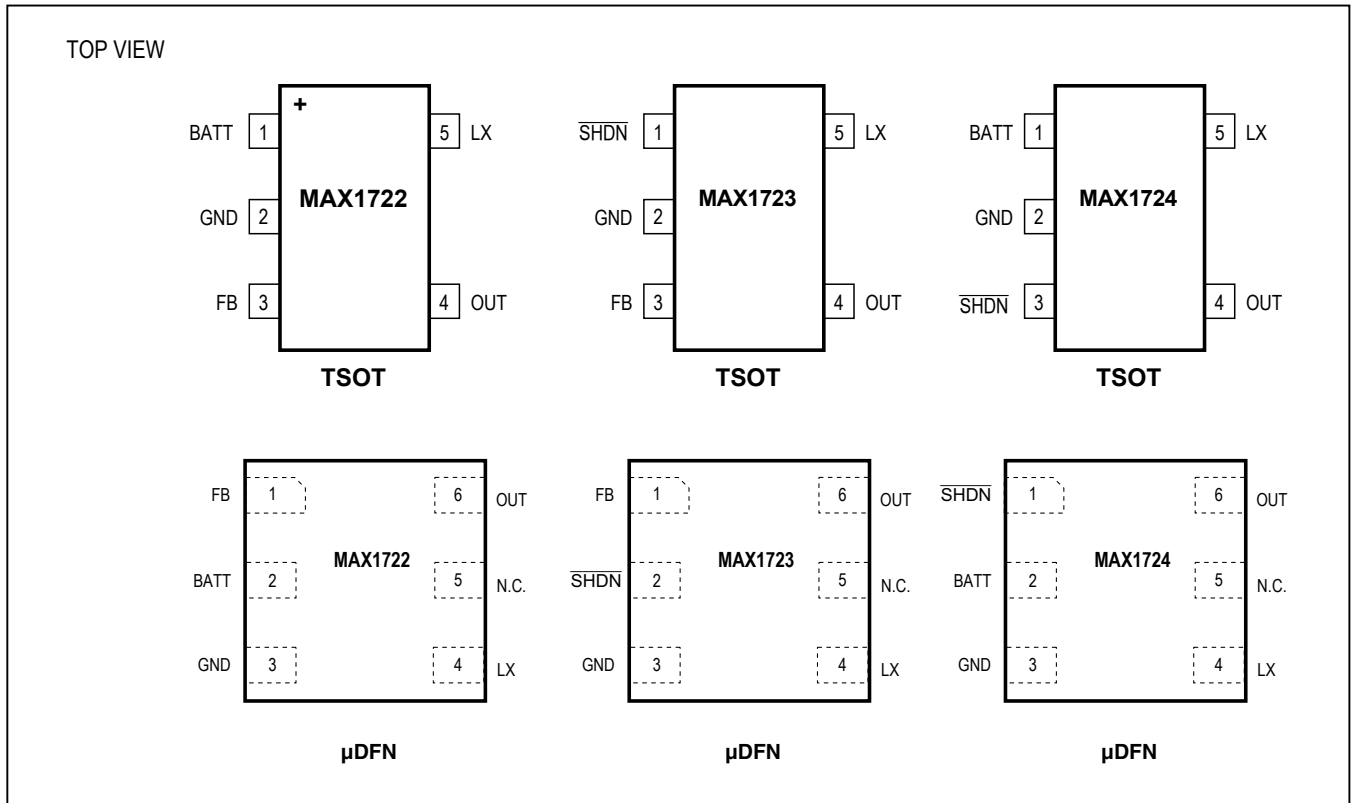 TOP VIEW
+
BATT 1 5 LX
GND 2 MAX1722
FB 3 4 OUT
TSOT
SHDN 1 5 LX
GND 2 MAX1723
FB 3 4 OUT
TSOT
BATT 1 5 LX
GND 2 MAX1724
SHDN 3 4 OUT
TSOT
FB 1 6 OUT
MAX1722
BATT 2 5 N.C.
GND 3 4 LX
µDFN
FB 1 6 OUT
MAX1723
SHDN 2 5 N.C.
GND 3 4 LX
µDFN
SHDN 1 6 OUT
MAX1724
BATT 2 5 N.C.
GND 3 4 LX
µDFN